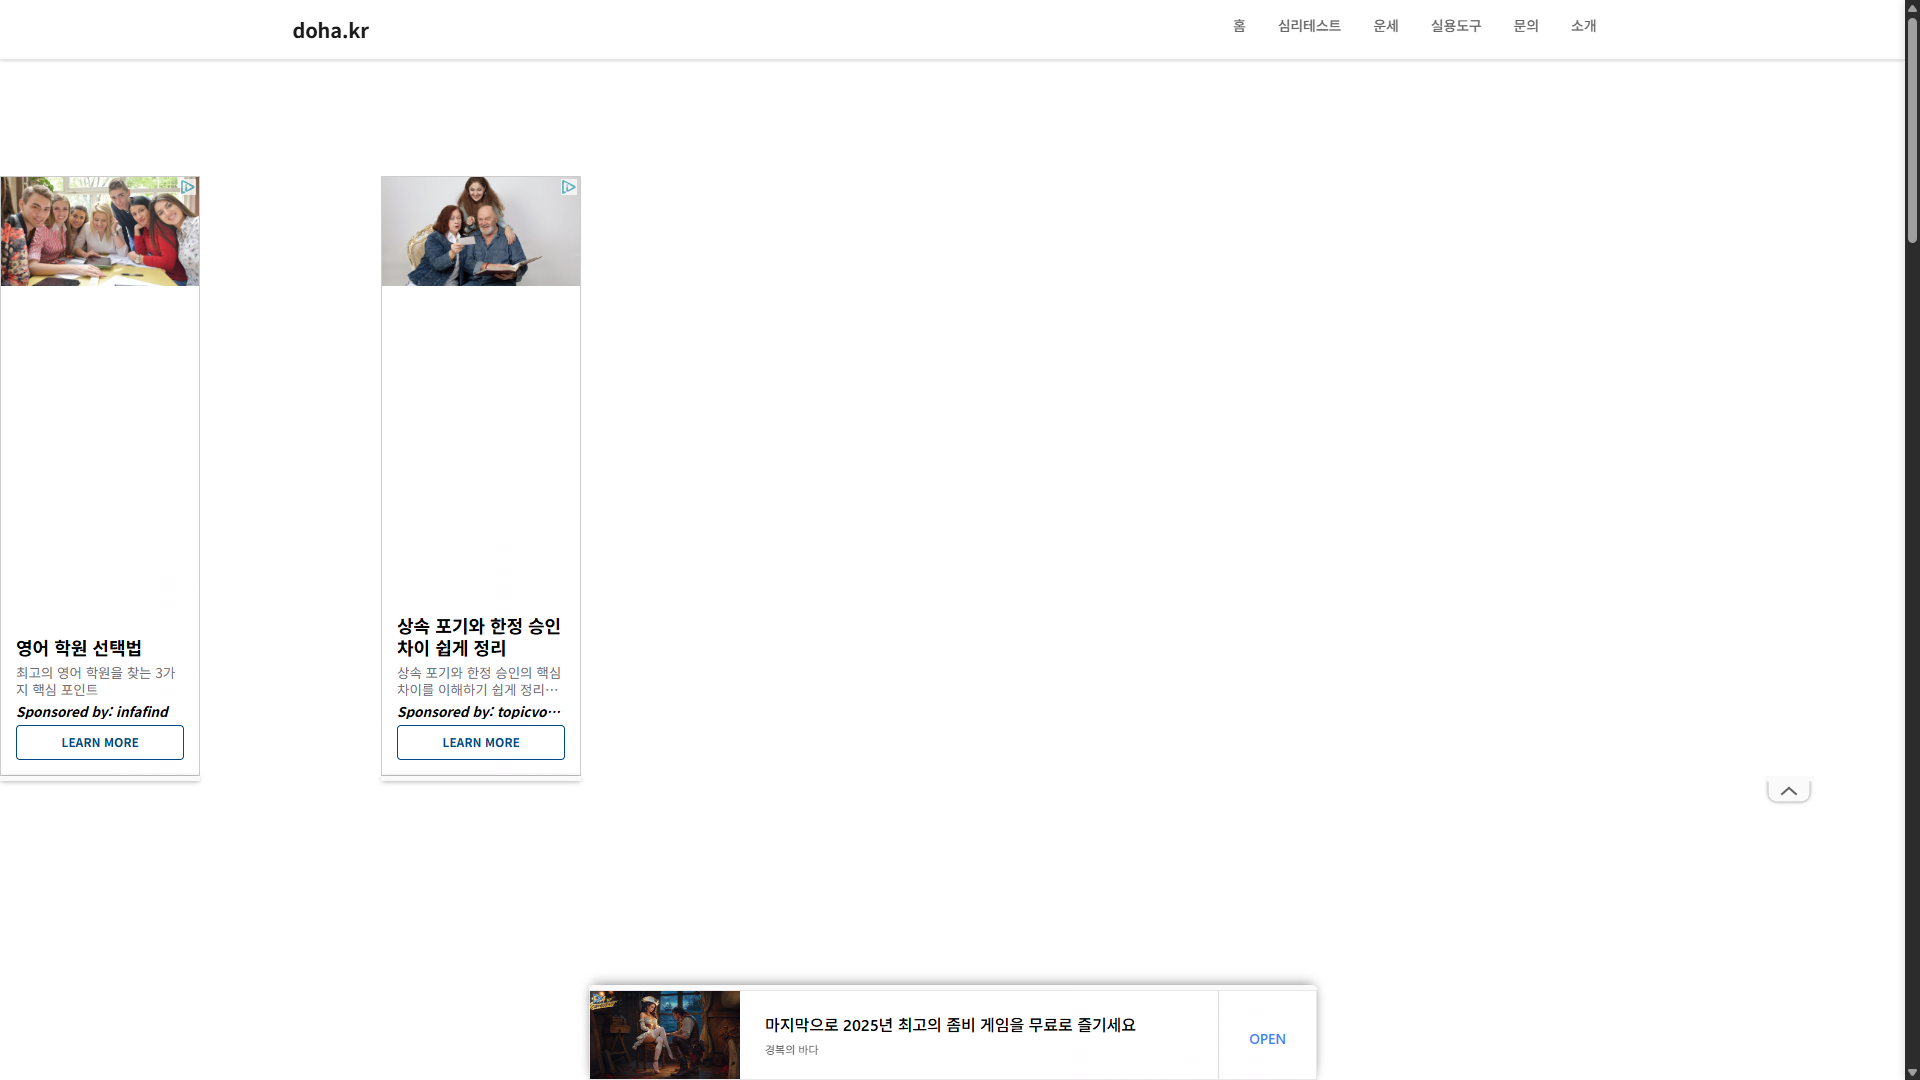 doha.kr
홈
심리테스트
운세
실용도구
문의
소개
영어 학원 선택법
최고의 영어 학원을 찾는 3가
지 핵심 포인트
Sponsored by: infafind
LEARN MORE
상속 포기와 한정 승인
차이 쉽게 정리
상속 포기와 한정 승인의 핵심
차이를 이해하기 쉽게 정리…
Sponsored by: topicvo…
LEARN MORE
마지막으로 2025년 최고의 좀비 게임을 무료로 즐기세요
경복의 바다
OPEN